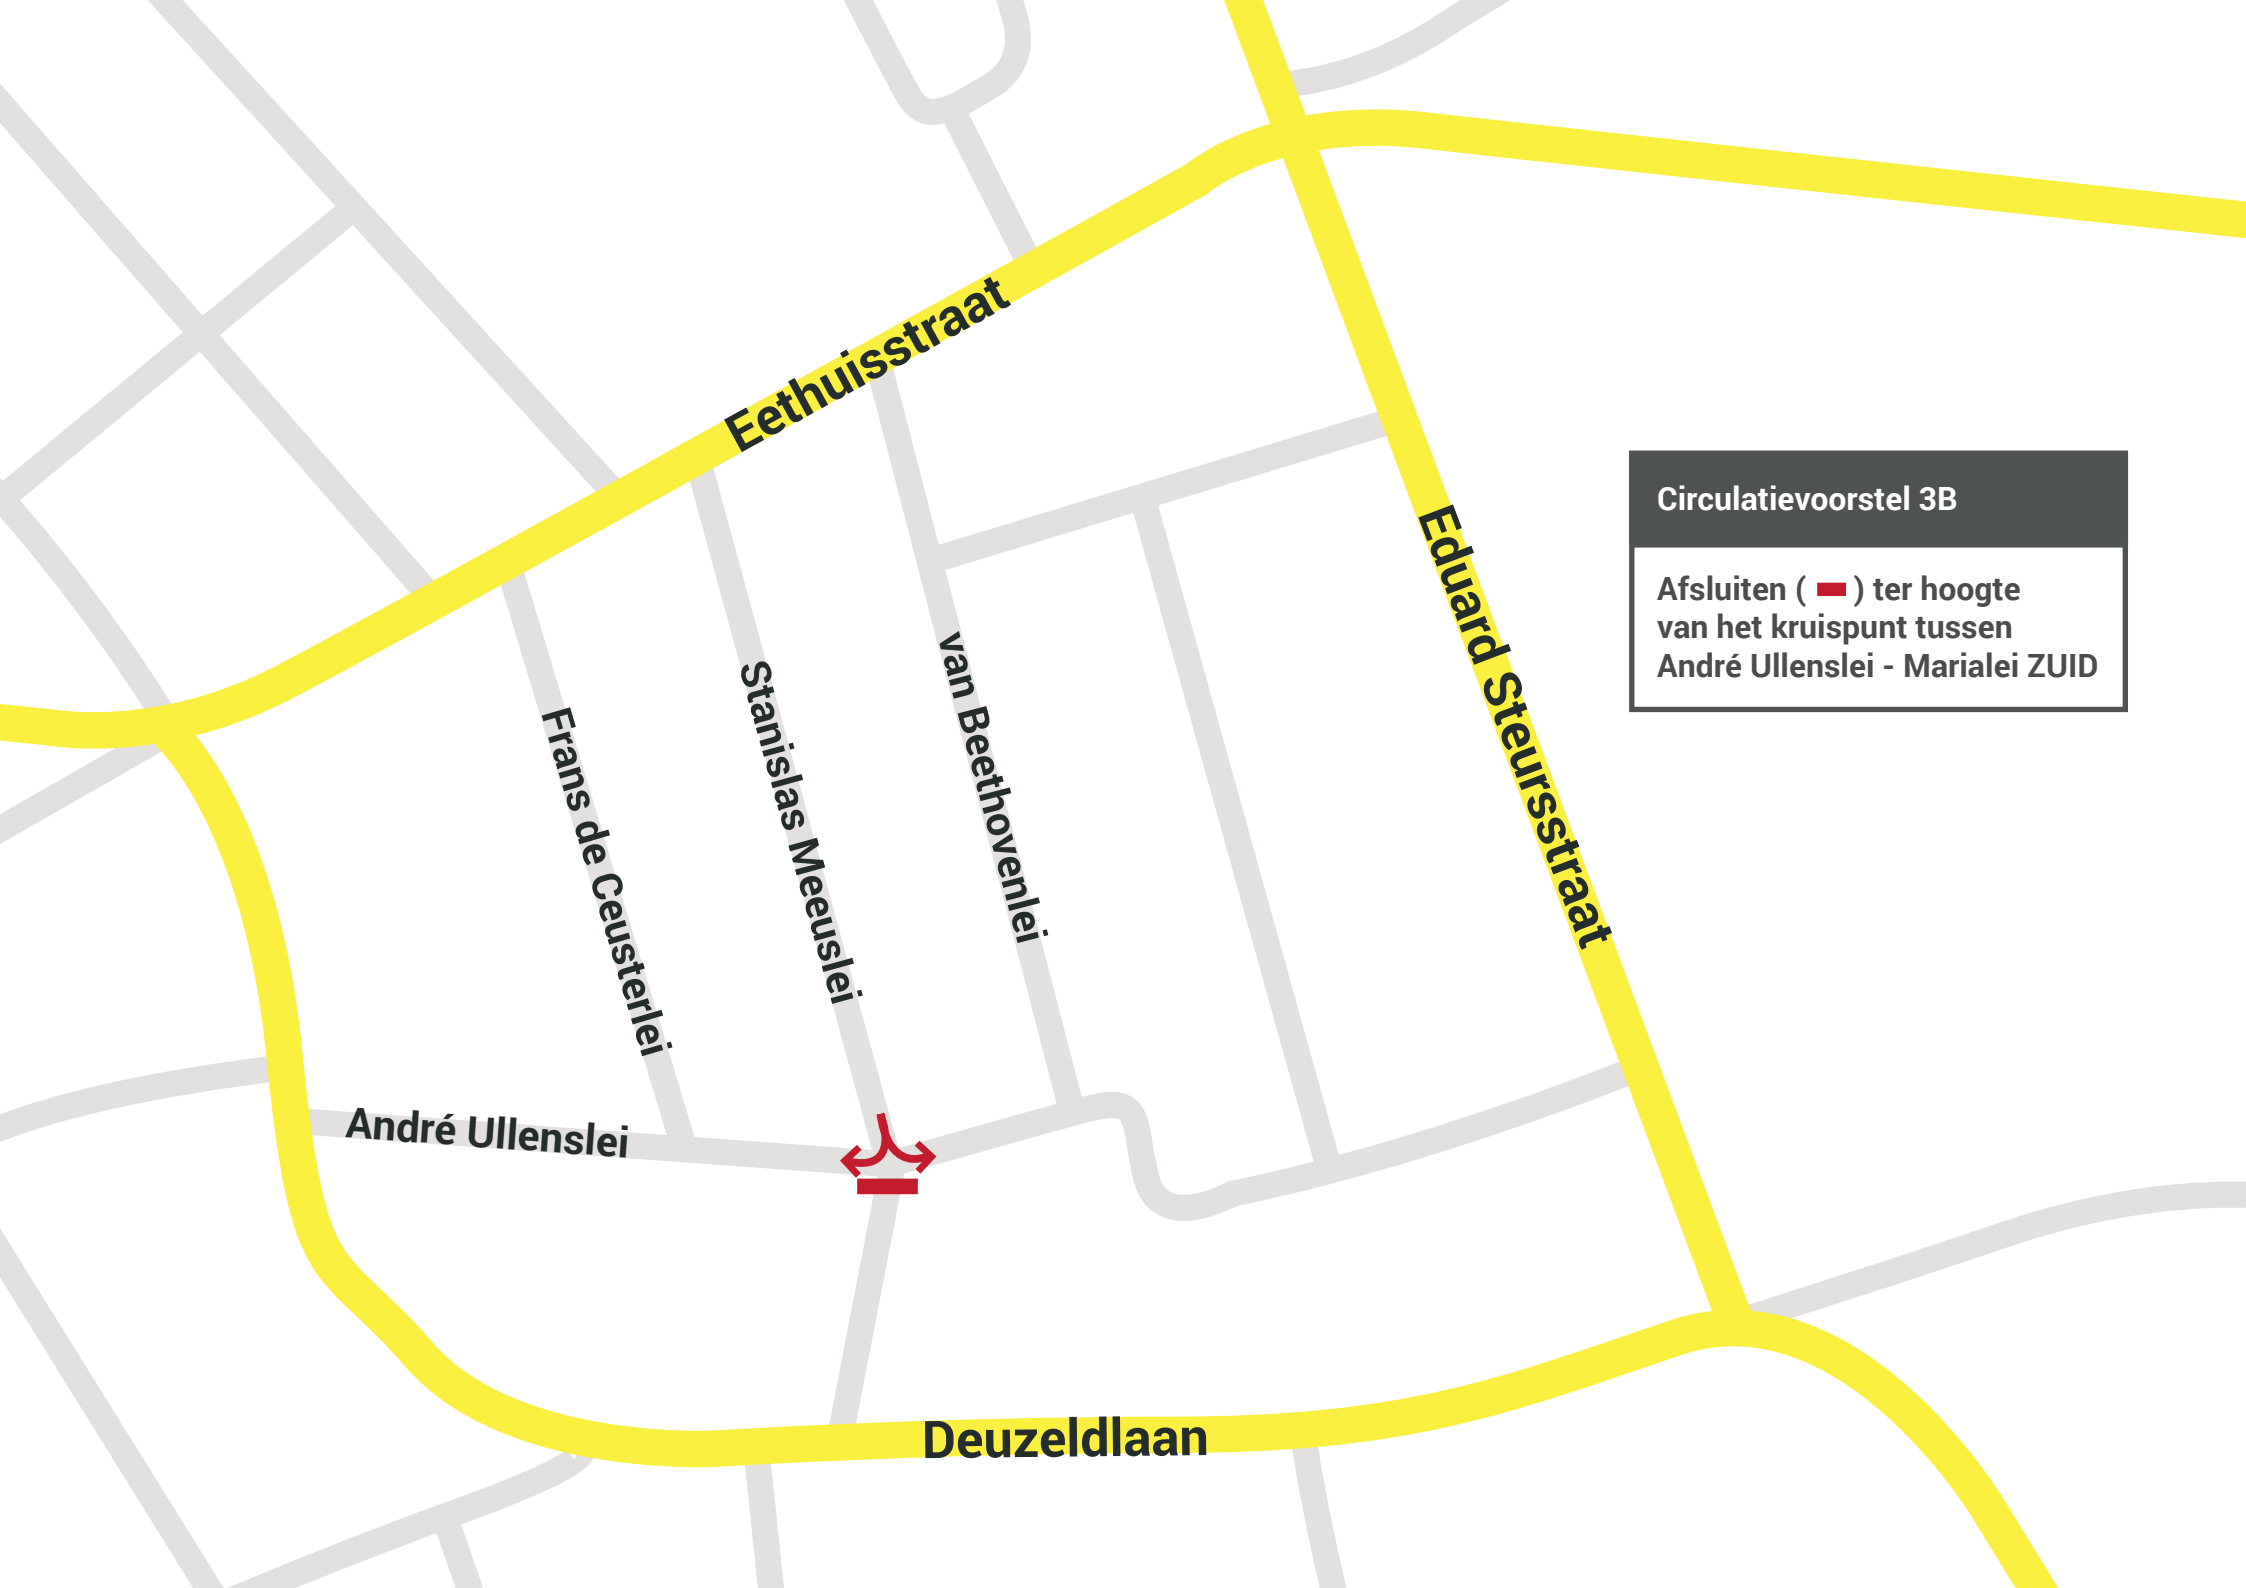 Eethuisstraat
Eduard Steursstraat
Circulatievoorstel 3B
Afsluiten ( ) ter hoogte
van het kruispunt tussen
André Ullenslei - Marialei ZUID
van Beethovenlei
Stanislas Meeuslei
Frans de Ceusterlei
André Ullenslei
Deuzeldlaan